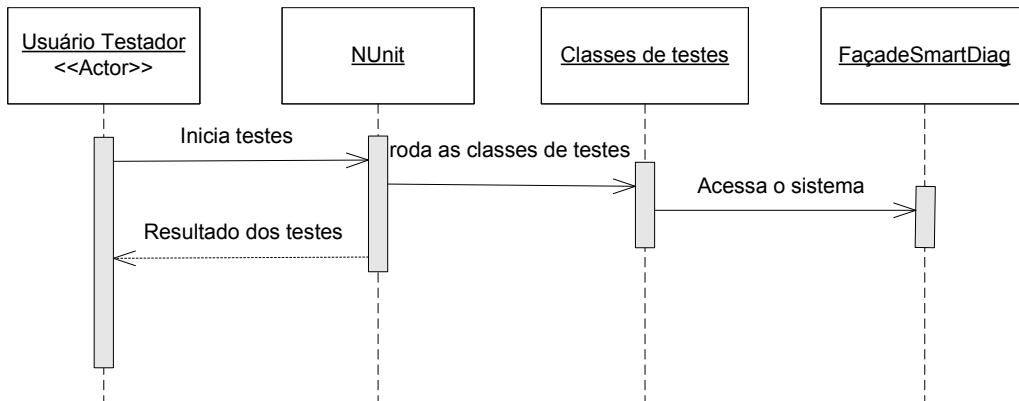 Usuário Testador
<<Actor>>
NUnit
Classes de testes
FaçadeSmartDiag
Inicia testes
roda as classes de testes
Acessa o sistema
Resultado dos testes